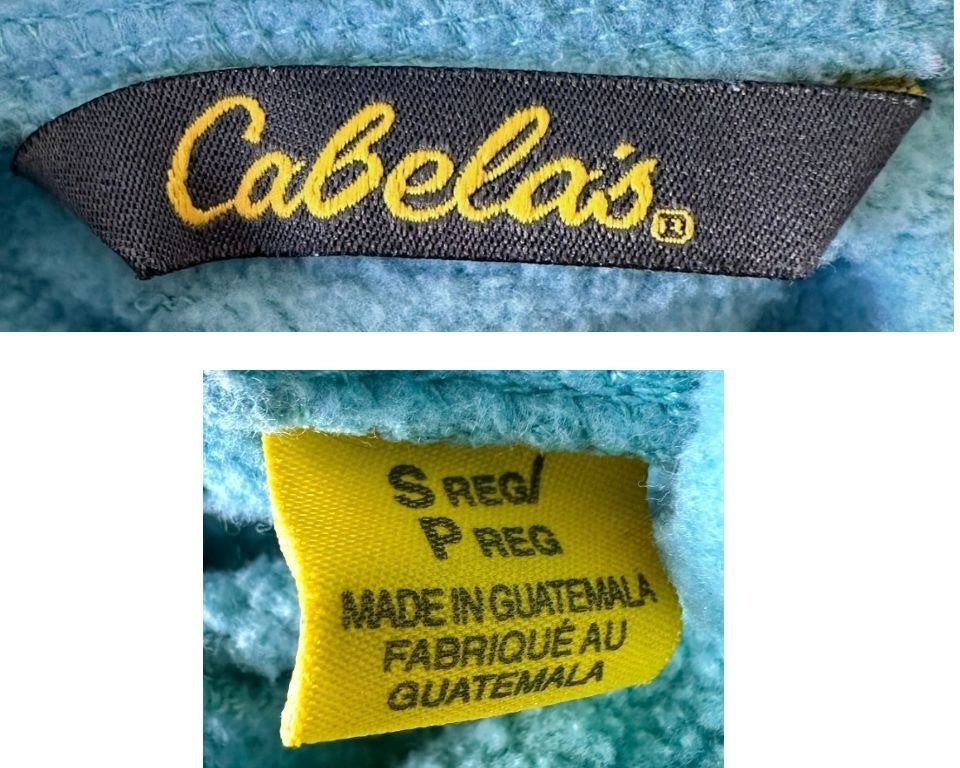 Cabela's®
S REG/
P REG
MADE IN GUATEMALA
FABRIQUÉ AU
GUATEMALA